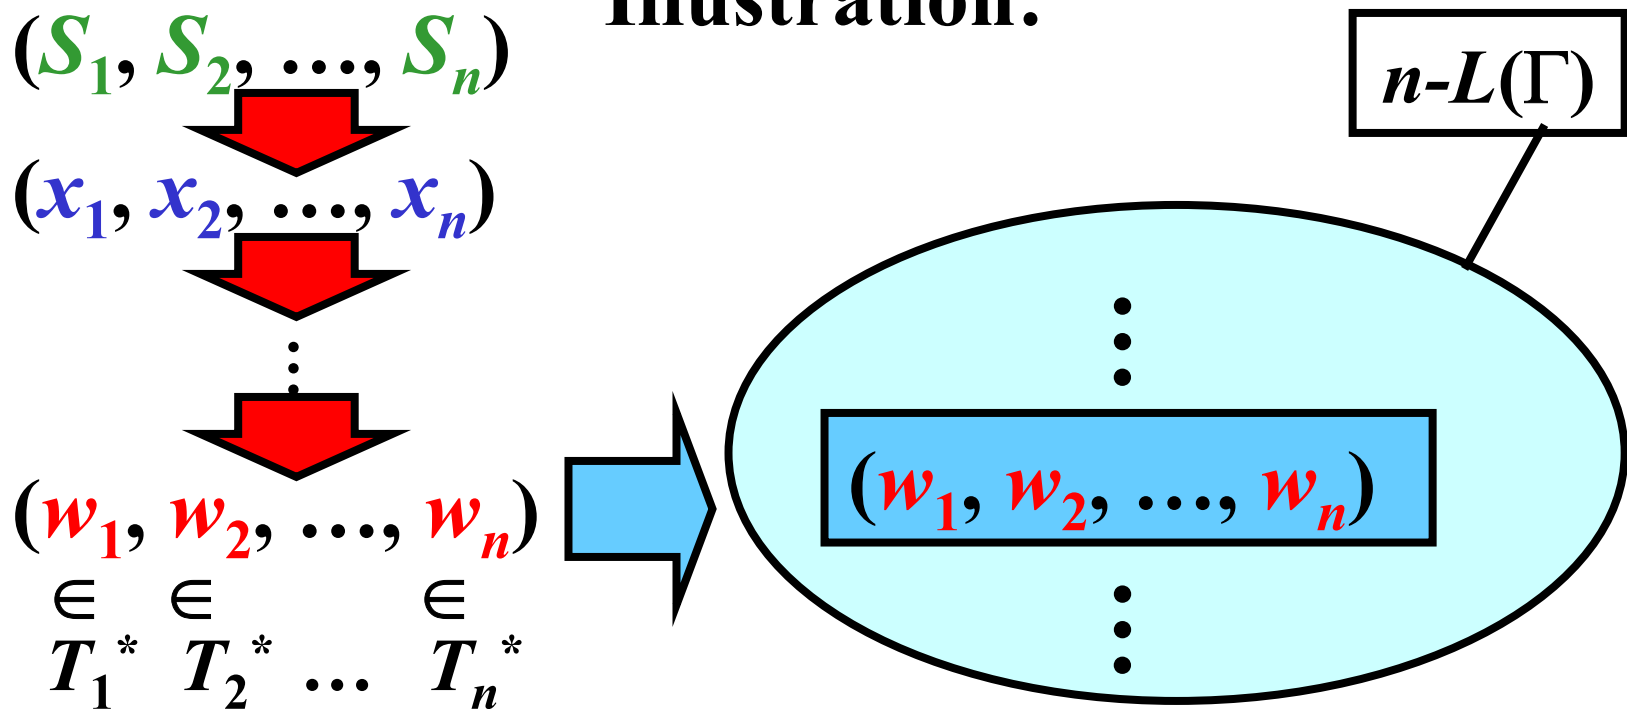 Illustration:
(S₁, S₂, …, Sₙ)
n-L(Γ)
(x₁, x₂, …, xₙ)
⋮
(w₁, w₂, …, wₙ)
∈ ∈ ∈
T₁* T₂* … Tₙ*
⋮
(w₁, w₂, …, wₙ)
⋮